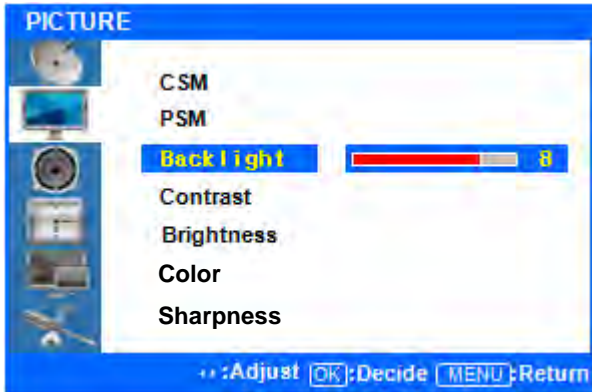 PICTURE
CSM
PSM
Backlight 8
Contrast
Brightness
Color
Sharpness
:Adjust OK:Decide MENU:Return